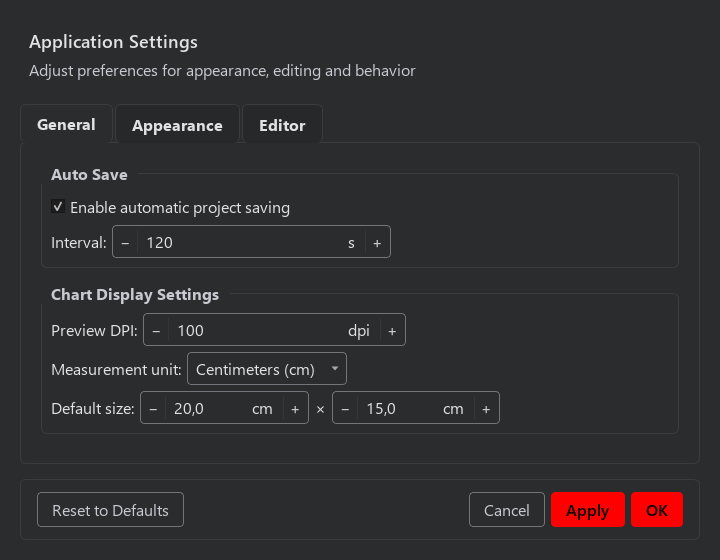 Application Settings
Adjust preferences for appearance, editing and behavior
General Appearance Editor
Auto Save
Enable automatic project saving
Interval: − 120 s +
Chart Display Settings
Preview DPI: − 100 dpi +
Measurement unit: Centimeters (cm)
Default size: − 20,0 cm + × − 15,0 cm +
Reset to Defaults Cancel Apply OK